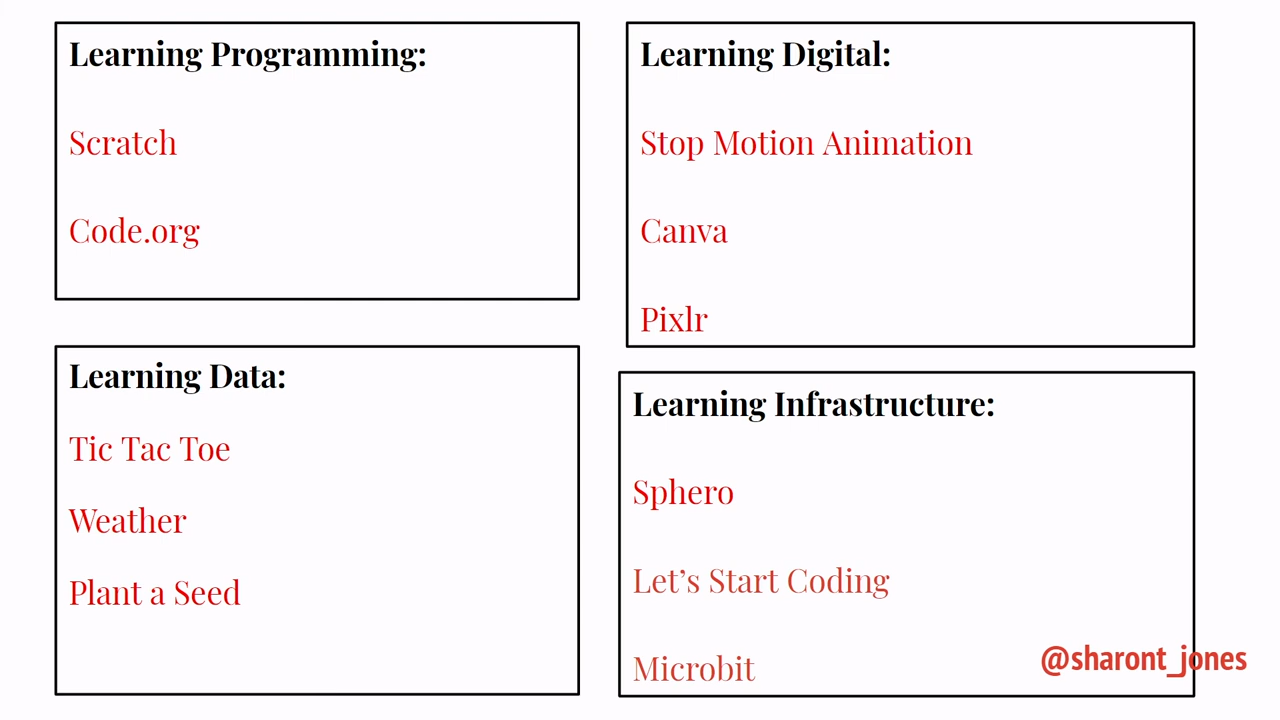 Learning Programming:
Scratch
Code.org
Learning Digital:
Stop Motion Animation
Canva
Pixlr
Learning Data:
Tic Tac Toe
Weather
Plant a Seed
Learning Infrastructure:
Sphero
Let’s Start Coding
Microbit
@sharont_jones